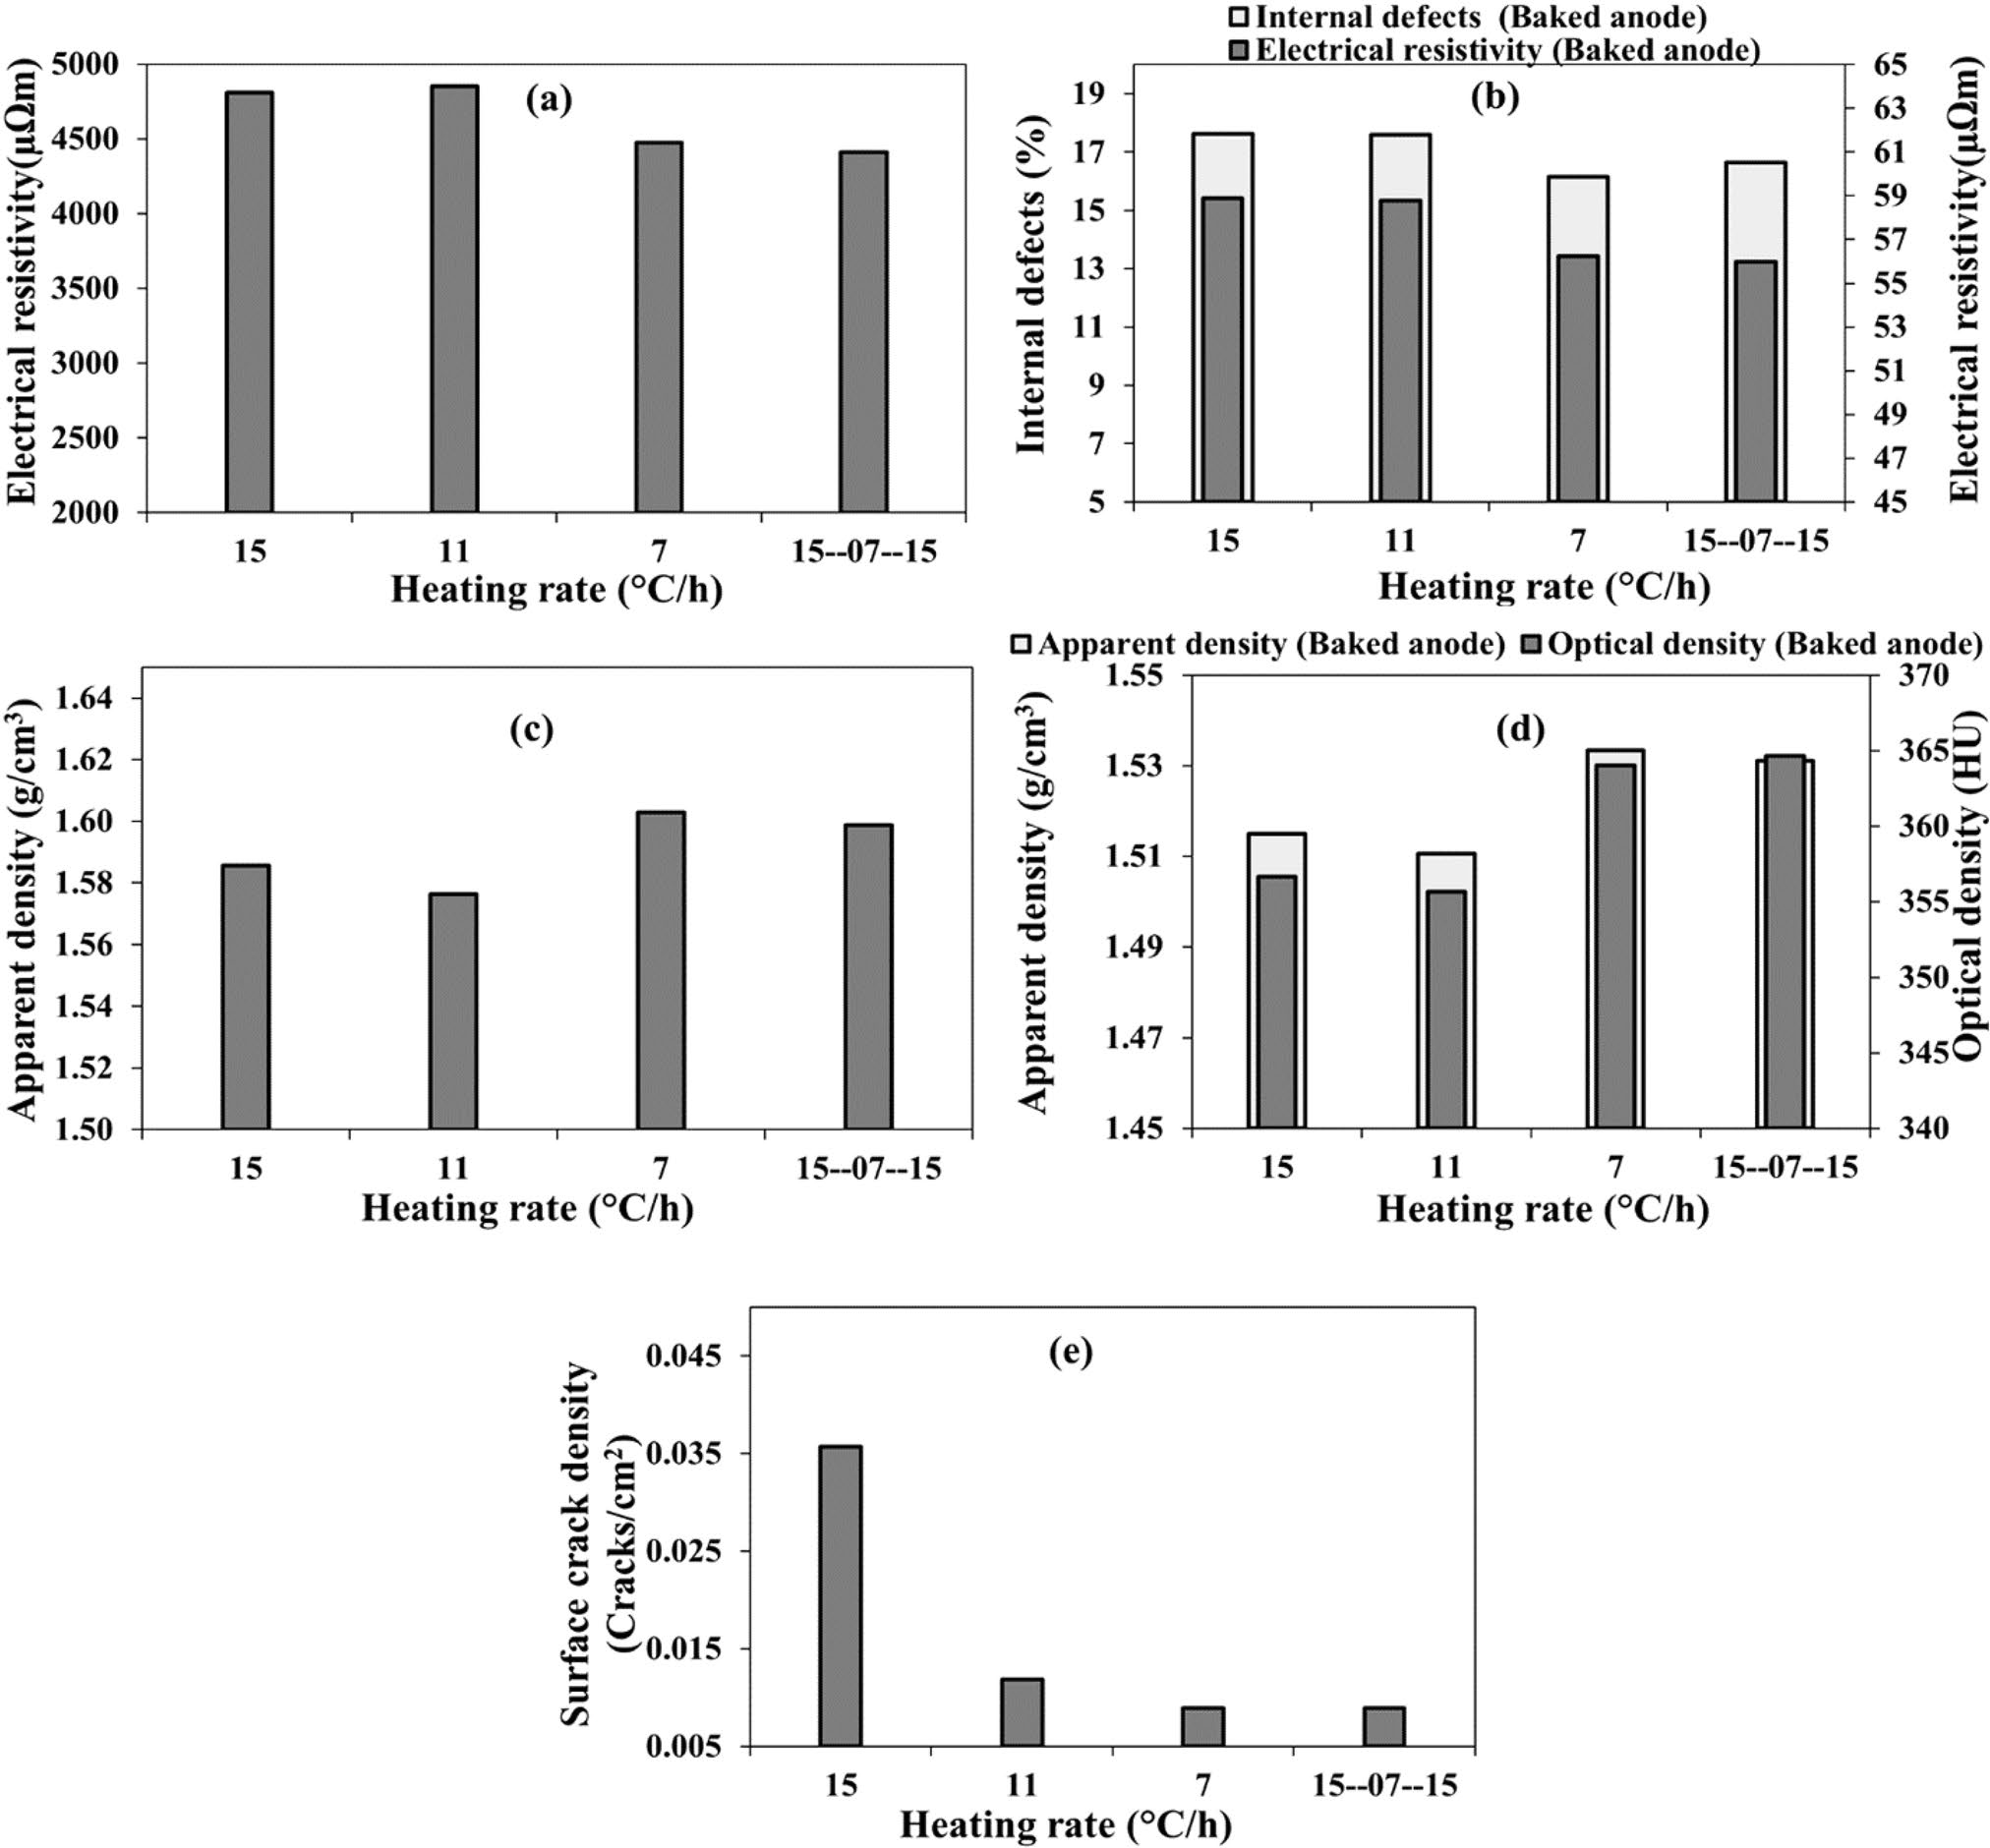 (a)
Electrical resistivity(μΩm)
5000
4500
4000
3500
3000
2500
2000
15 11 7 15--07--15
Heating rate (°C/h)
Internal defects (Baked anode)
Electrical resistivity (Baked anode)
(b)
Internal defects (%)
19
17
15
13
11
9
7
5
65
63
61
59
57
55
53
51
49
47
45
Electrical resistivity(μΩm)
15 11 7 15--07--15
Heating rate (°C/h)
(c)
Apparent density (g/cm³)
1.64
1.62
1.60
1.58
1.56
1.54
1.52
1.50
15 11 7 15--07--15
Heating rate (°C/h)
Apparent density (Baked anode) Optical density (Baked anode)
(d)
Apparent density (g/cm³)
1.55
1.53
1.51
1.49
1.47
1.45
370
365
360
355
350
345
340
Optical density (HU)
15 11 7 15--07--15
Heating rate (°C/h)
(e)
Surface crack density
(Cracks/cm²)
0.045
0.035
0.025
0.015
0.005
15 11 7 15--07--15
Heating rate (°C/h)